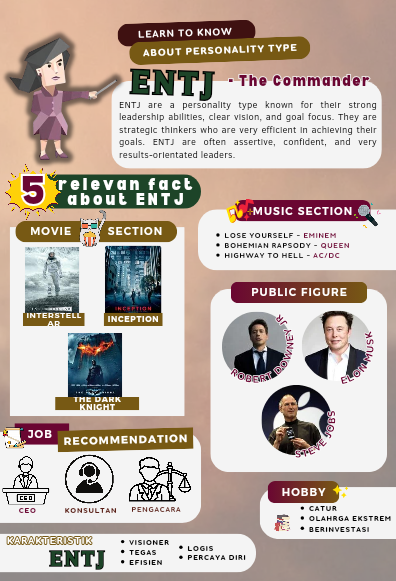 LEARN TO KNOW
ABOUT PERSONALITY TYPE
ENTJ - The Commander
ENTJ are a personality type known for their strong
leadership abilities, clear vision, and goal focus. They are
strategic thinkers who are very efficient in achieving their
goals. ENTJ are often assertive, confident, and very
results-orientated leaders.
5 relevan fact
about ENTJ
MOVIE SECTION
INTERSTELL
AR
INCEPTION
INCEPTION
THE DARK
KNIGHT
MUSIC SECTION
LOSE YOURSELF - EMINEM
BOHEMIAN RAPSODY - QUEEN
HIGHWAY TO HELL - AC/DC
PUBLIC FIGURE
ROBERT DOWNEY JR
ELON MUSK
STEVE JOBS
JOB RECOMMENDATION
CEO
CEO
KONSULTAN
PENGACARA
HOBBY
CATUR
OLAHRGA EKSTREM
BERINVESTASI
KARAKTERISTIK
ENTJ
VISIONER
TEGAS
EFISIEN
LOGIS
PERCAYA DIRI